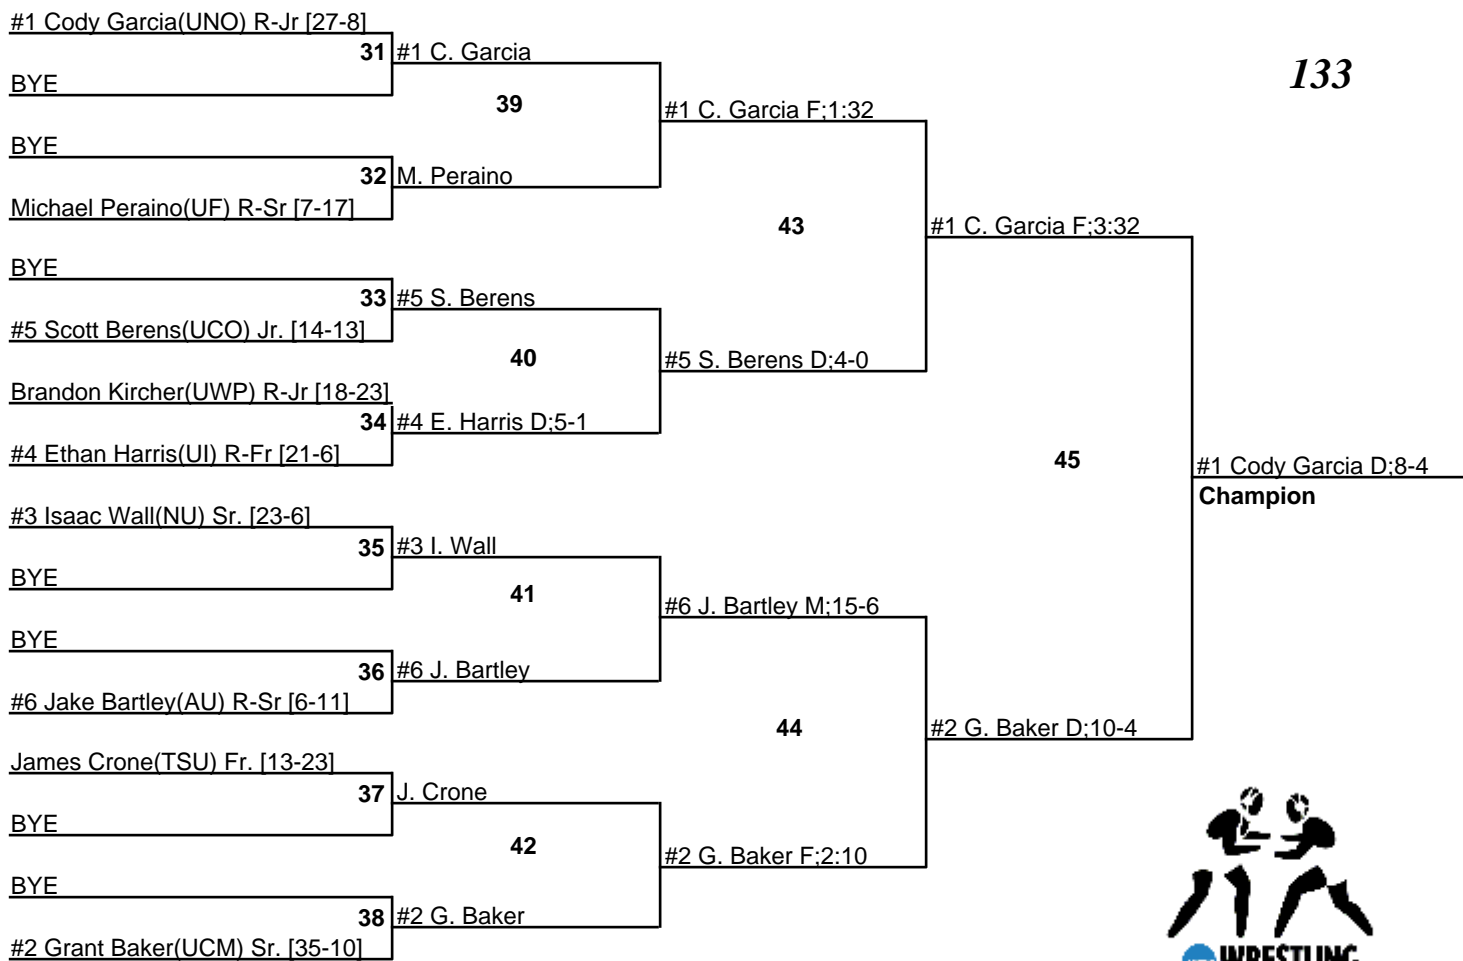 #1 Cody Garcia(UNO) R-Jr [27-8]
31 #1 C. Garcia
BYE
39
#1 C. Garcia F;1:32
133
BYE
32 M. Peraino
Michael Peraino(UF) R-Sr [7-17]
43
#1 C. Garcia F;3:32
BYE
33 #5 S. Berens
#5 Scott Berens(UCO) Jr. [14-13]
40
#5 S. Berens D;4-0
Brandon Kircher(UWP) R-Jr [18-23]
34 #4 E. Harris D;5-1
#4 Ethan Harris(UI) R-Fr [21-6]
45
#1 Cody Garcia D;8-4
Champion
#3 Isaac Wall(NU) Sr. [23-6]
35 #3 I. Wall
BYE
41
#6 J. Bartley M;15-6
BYE
36 #6 J. Bartley
#6 Jake Bartley(AU) R-Sr [6-11]
44
#2 G. Baker D;10-4
James Crone(TSU) Fr. [13-23]
37 J. Crone
BYE
42
#2 G. Baker F;2:10
BYE
38 #2 G. Baker
#2 Grant Baker(UCM) Sr. [35-10]
WRESTLING